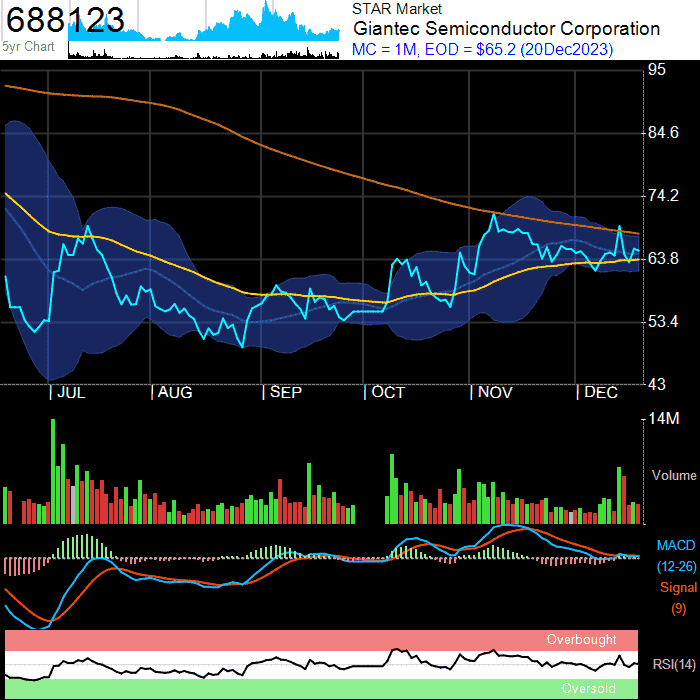 688123
5yr Chart
STAR Market
Giantec Semiconductor Corporation
MC = 1M, EOD = $65.2 (20Dec2023)
95
84.6
74.2
63.8
53.4
43
| JUL | AUG | SEP | OCT | NOV | DEC
14M
Volume
MACD
(12-26)
Signal
(9)
Overbought
RSI(14)
Oversold